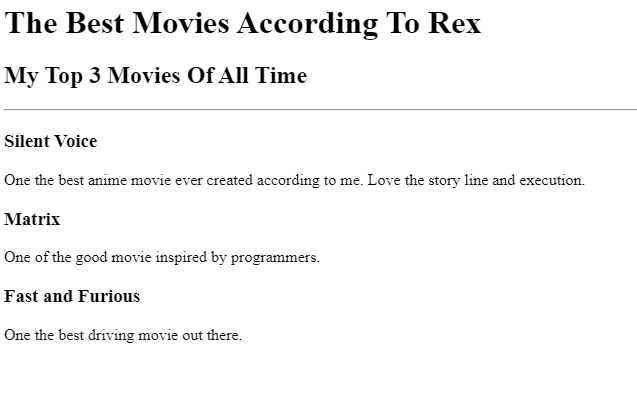 The Best Movies According To Rex
My Top 3 Movies Of All Time
Silent Voice
One the best anime movie ever created according to me. Love the story line and execution.
Matrix
One of the good movie inspired by programmers.
Fast and Furious
One the best driving movie out there.